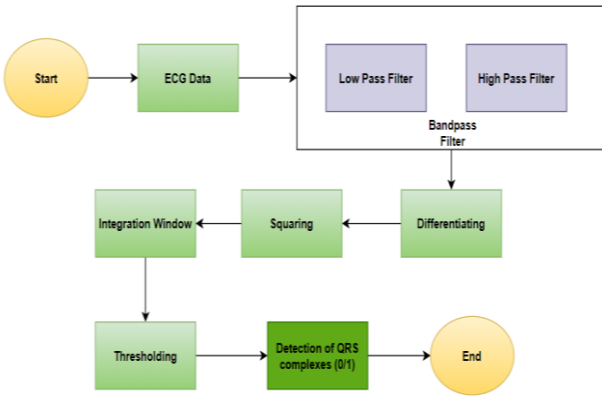 Start
ECG Data
Low Pass Filter
High Pass Filter
Bandpass
Filter
Differentiating
Squaring
Integration Window
Thresholding
Detection of QRS
complexes (0/1)
End